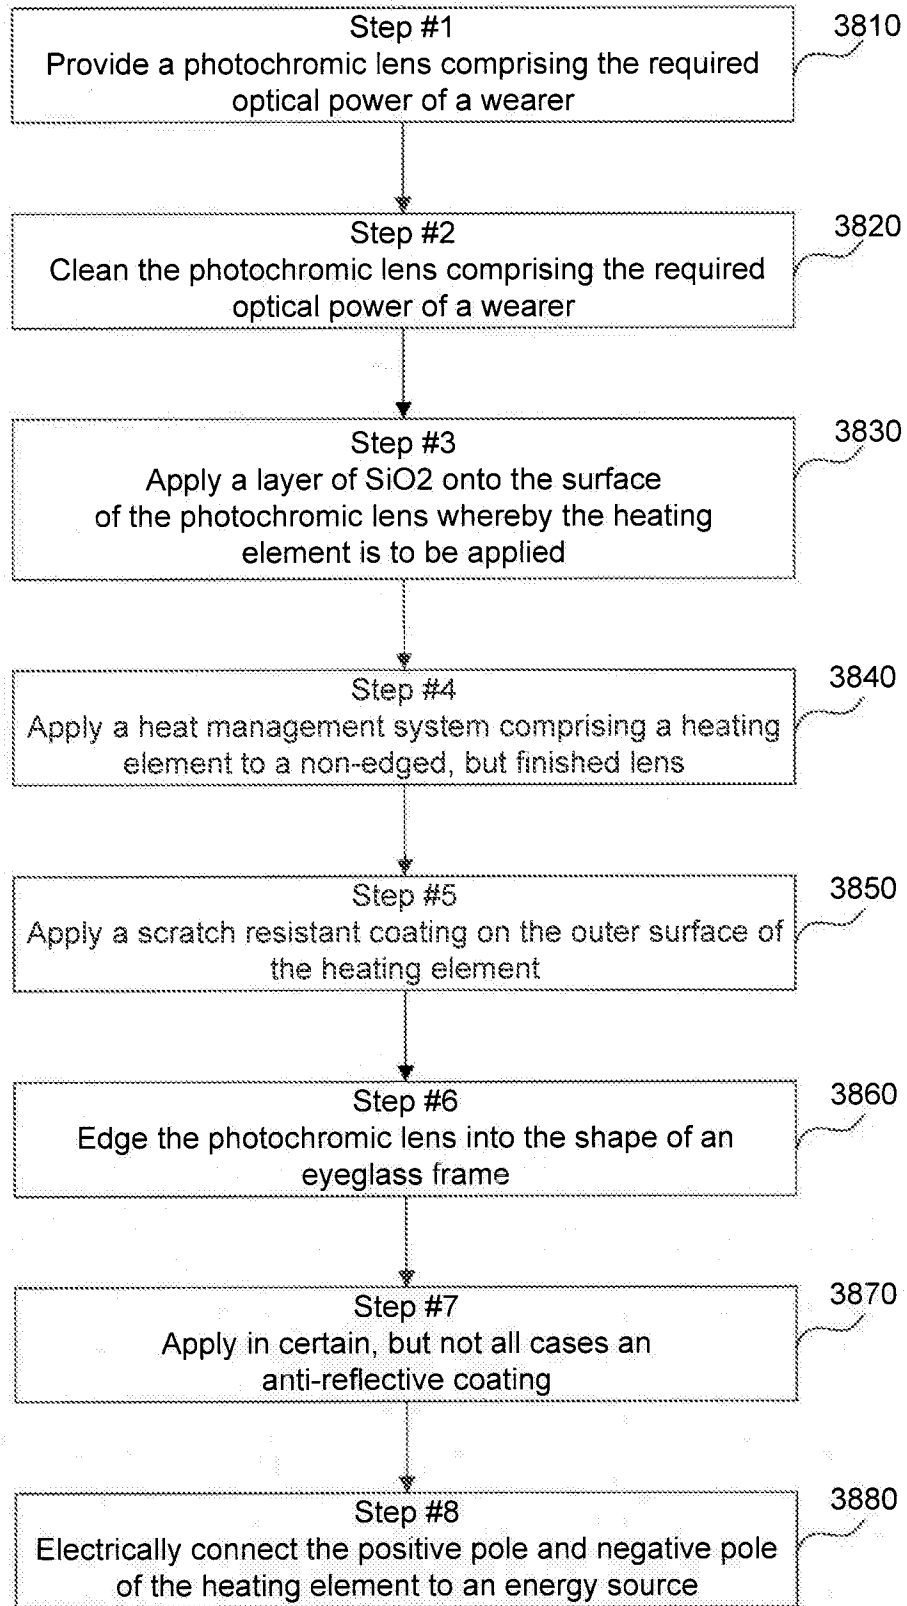 Step #1
3810
Provide a photochromic lens comprising the required
optical power of a wearer
Step #2
3820
Clean the photochromic lens comprising the required
optical power of a wearer
Step #3
3830
Apply a layer of SiO2 onto the surface
of the photochromic lens whereby the heating
element is to be applied
Step #4
3840
Apply a heat management system comprising a heating
element to a non-edged, but finished lens
Step #5
3850
Apply a scratch resistant coating on the outer surface of
the heating element
Step #6
3860
Edge the photochromic lens into the shape of an
eyeglass frame
Step #7
3870
Apply in certain, but not all cases an
anti-reflective coating
Step #8
3880
Electrically connect the positive pole and negative pole
of the heating element to an energy source